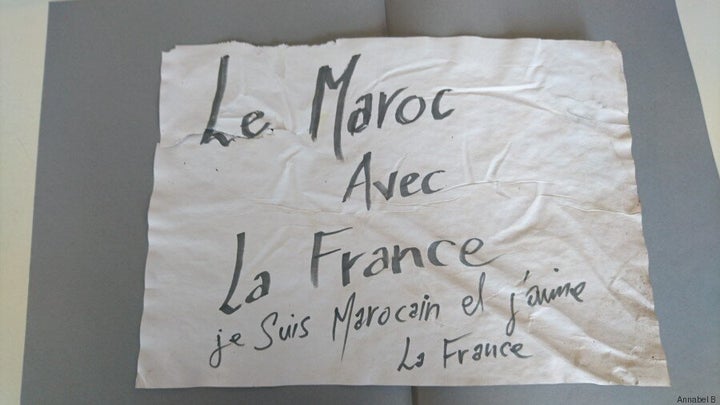 Le Maroc
Avec
La France
je Suis Marocain et j'aime
La France
Annabel B